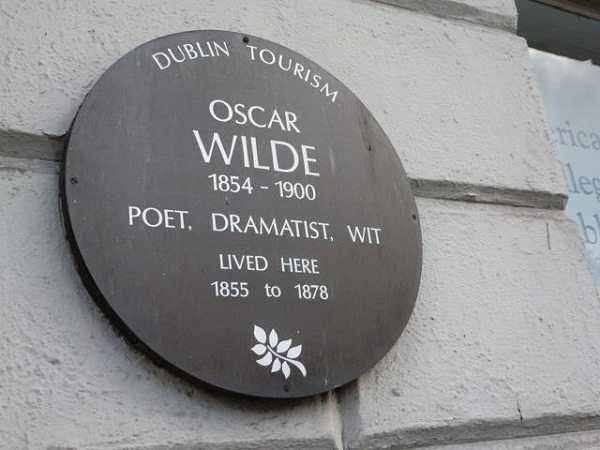 DUBLIN TOURISM
OSCAR
WILDE
1854 - 1900
POET, DRAMATIST, WIT
LIVED HERE
1855 to 1878